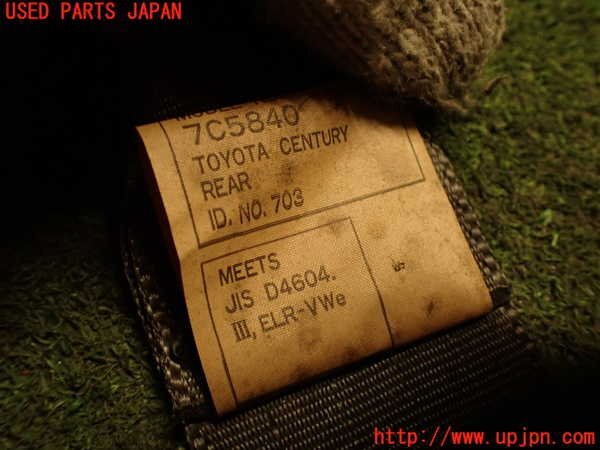 USED PARTS JAPAN
7C5840
TOYOTA CENTURY
REAR
ID. NO. 703
MEETS
JIS D4604.
III, ELR-VWe
http://www.upjpn.com/